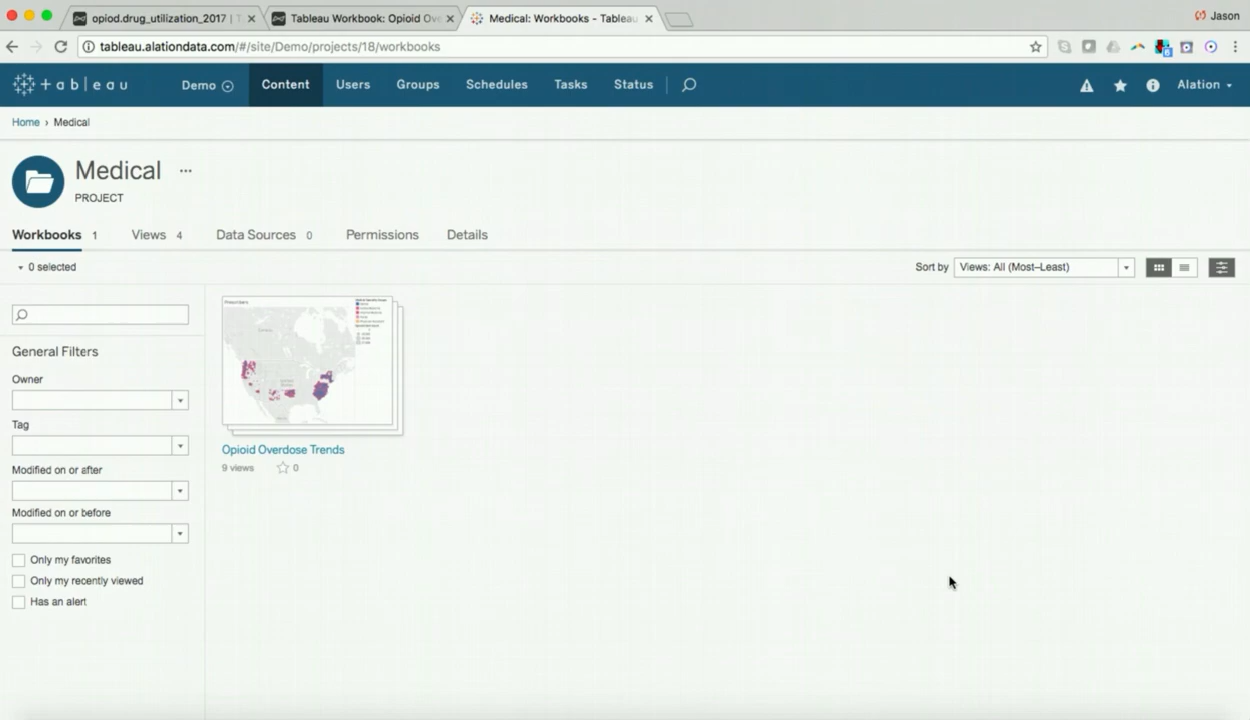 opiod.drug_utilization_2017 | T
Tableau Workbook: Opioid Ov
Medical: Workbooks - Tableau
Jason
tableau.alationdata.com/#/site/Demo/projects/18/workbooks
+ a b | e a u
Demo
Content
Users
Groups
Schedules
Tasks
Status
Alation
Home › Medical
Medical ...
PROJECT
Workbooks 1
Views 4
Data Sources 0
Permissions
Details
0 selected
Sort by
Views: All (Most–Least)
General Filters
Owner
Tag
Modified on or after
Modified on or before
Only my favorites
Only my recently viewed
Has an alert
Opioid Overdose Trends
9 views
0